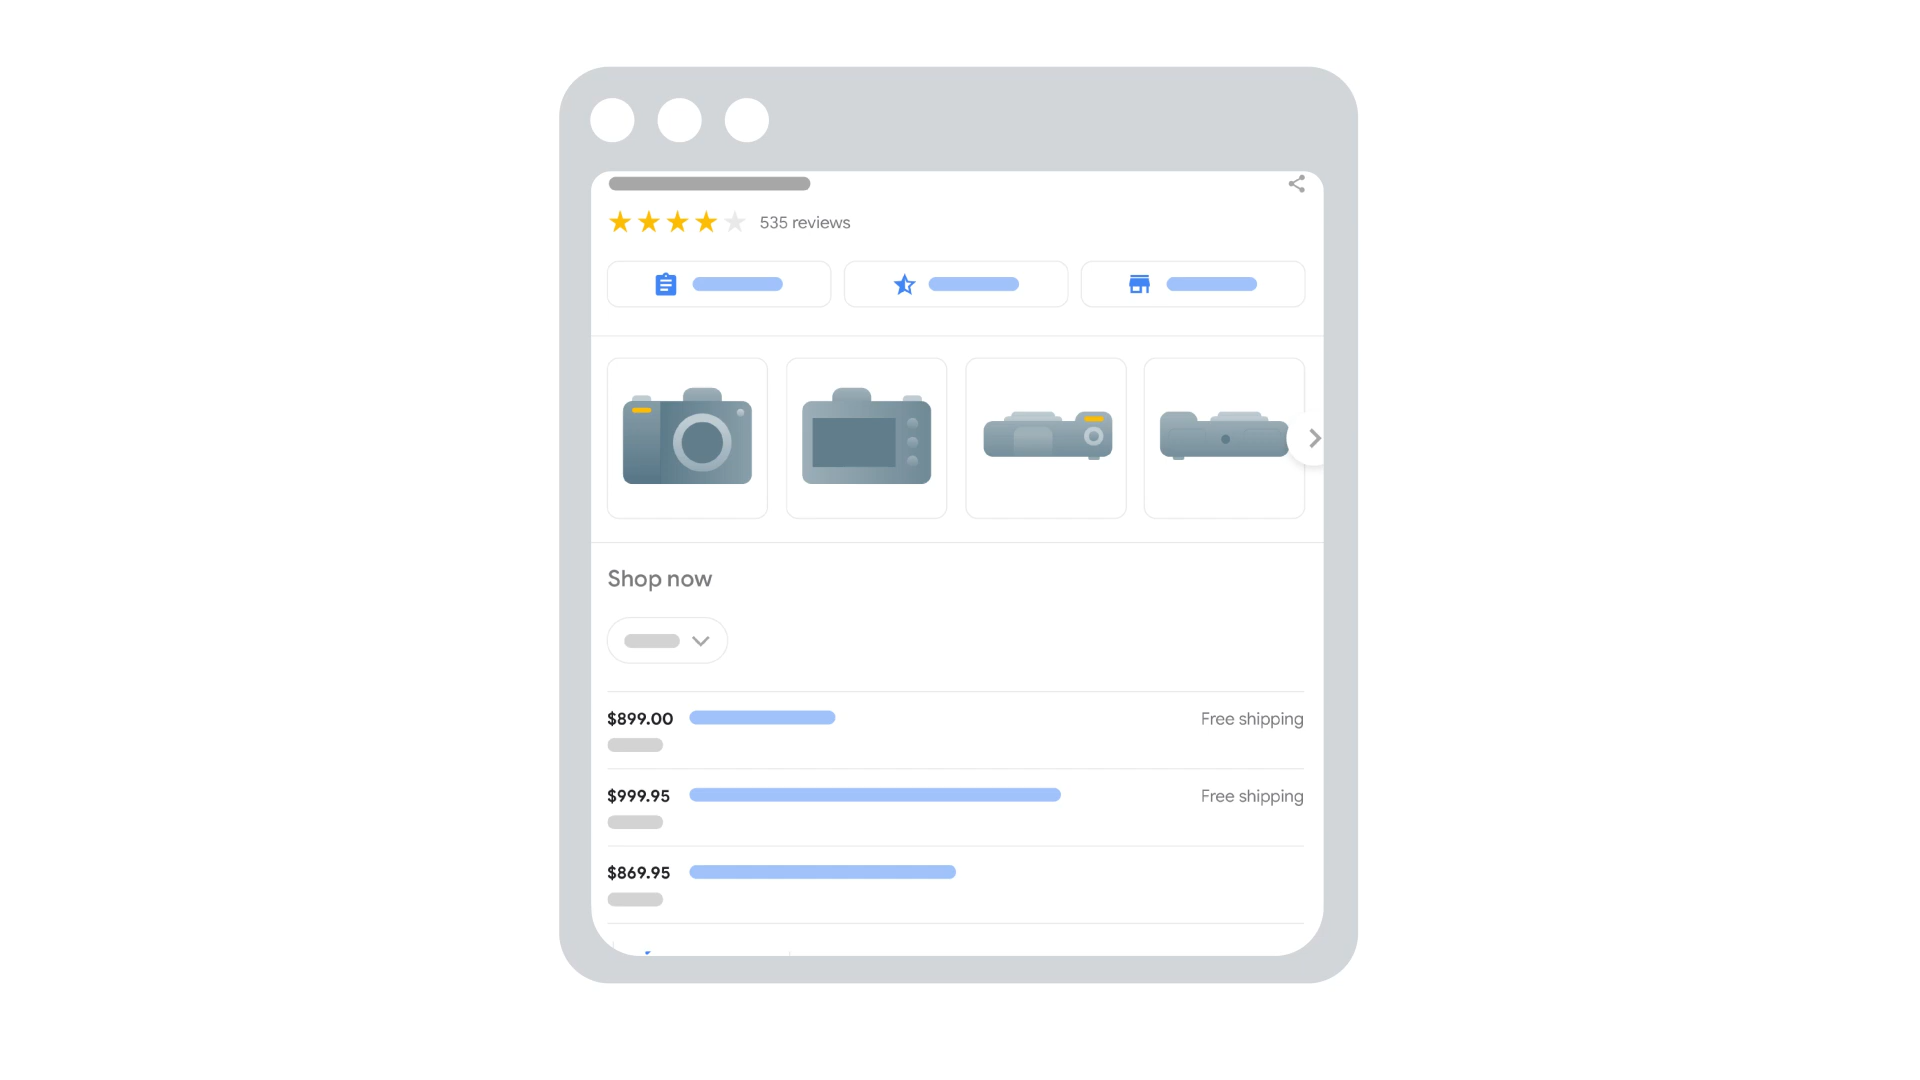 535 reviews
Shop now
$899.00 Free shipping
$999.95 Free shipping
$869.95